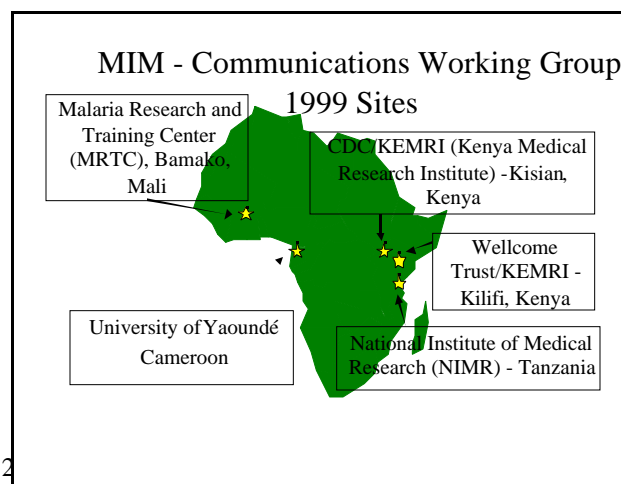 MIM - Communications Working Group
1999 Sites
Malaria Research and
Training Center
(MRTC), Bamako,
Mali
CDC/KEMRI (Kenya Medical
Research Institute) -Kisian,
Kenya
Wellcome
Trust/KEMRI -
Kilifi, Kenya
University of Yaoundé
Cameroon
National Institute of Medical
Research (NIMR) - Tanzania
2